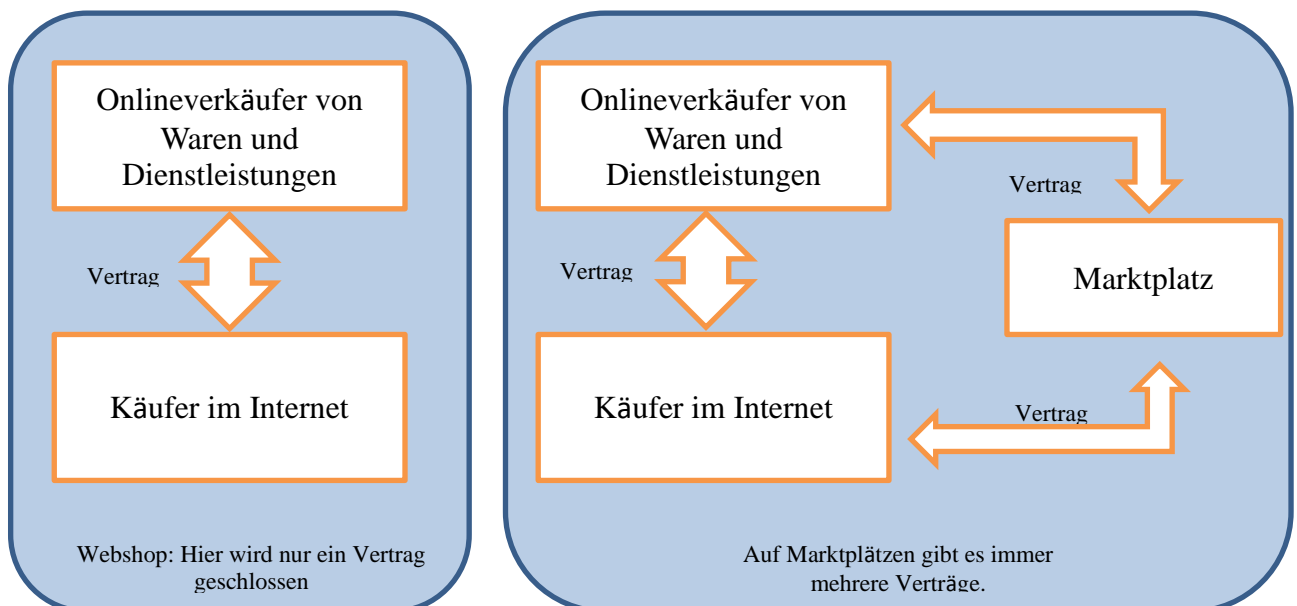 Onlineverkäufer von
Waren und
Dienstleistungen
Vertrag
Käufer im Internet
Webshop: Hier wird nur ein Vertrag
geschlossen
Onlineverkäufer von
Waren und
Dienstleistungen
Vertrag
Vertrag
Marktplatz
Käufer im Internet
Vertrag
Auf Marktplätzen gibt es immer
mehrere Verträge.